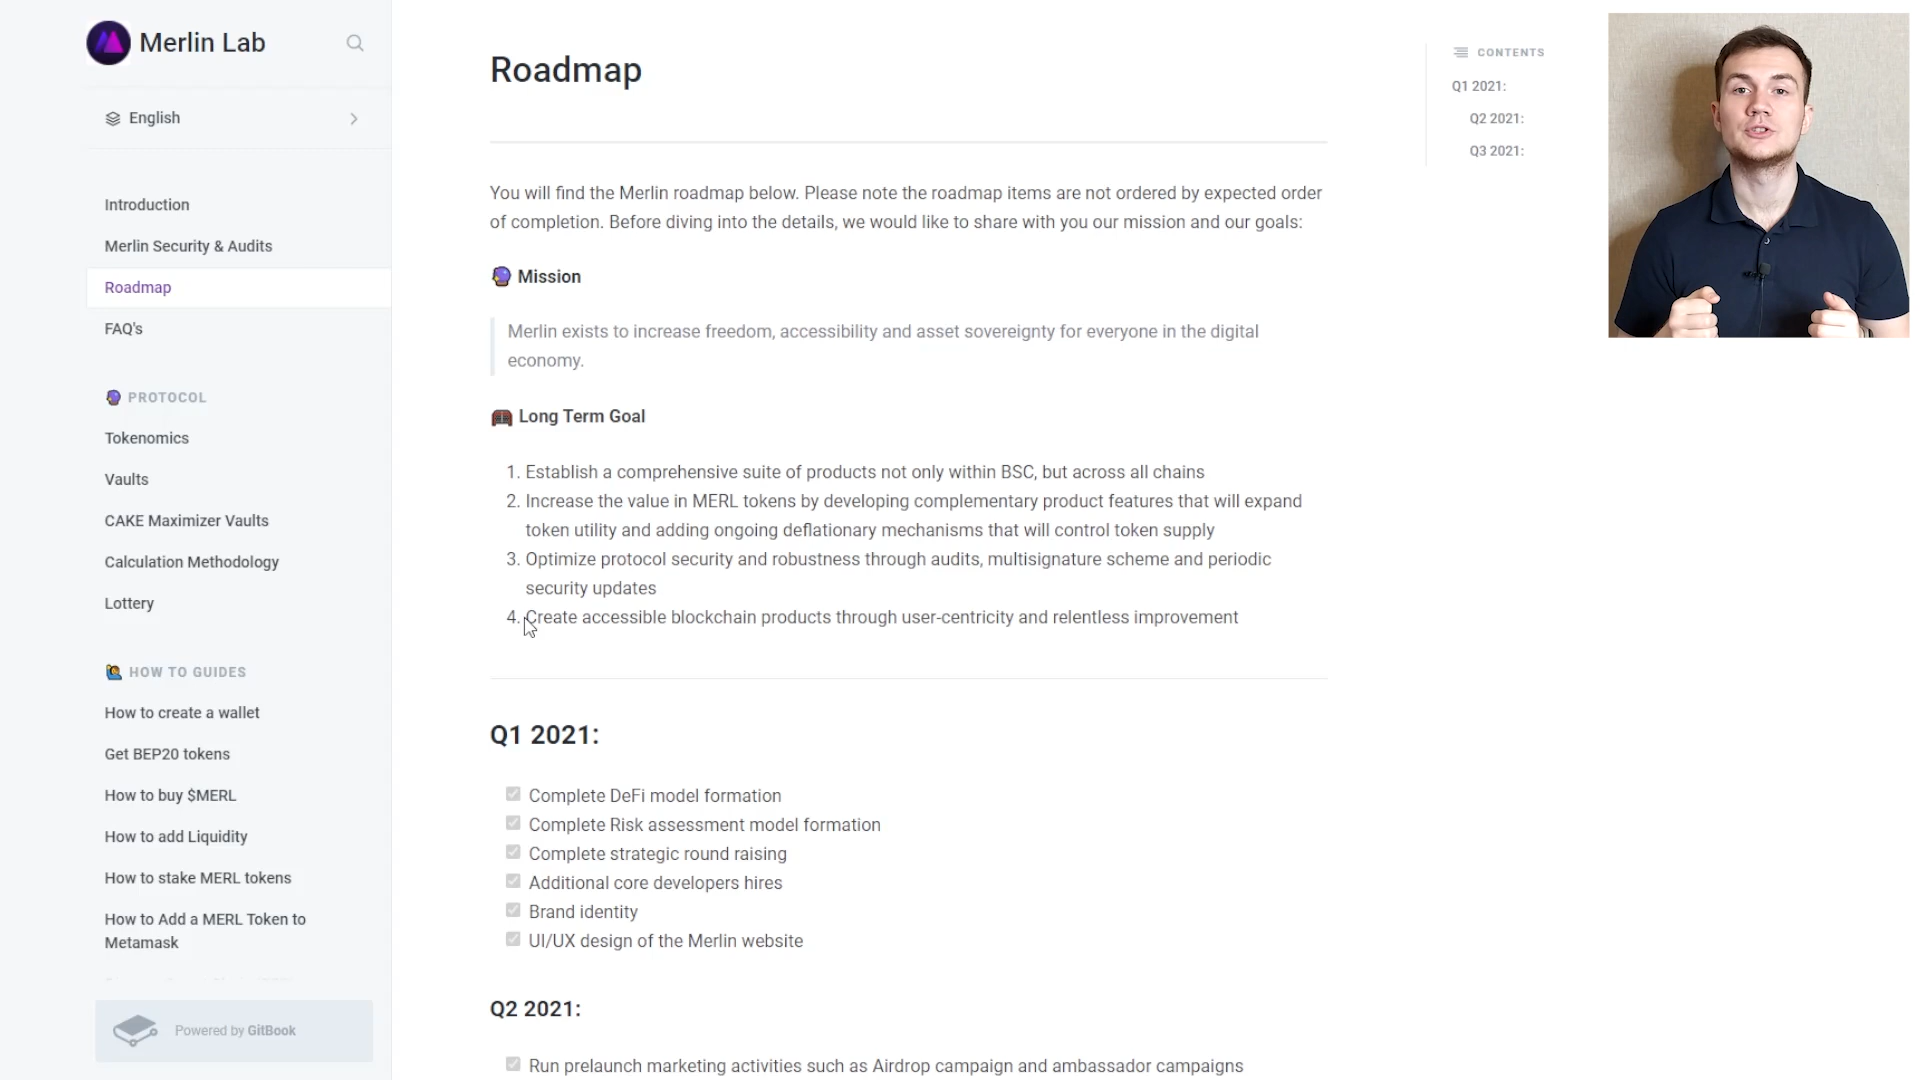 Merlin Lab
English
Introduction
Merlin Security & Audits
Roadmap
FAQ's
PROTOCOL
Tokenomics
Vaults
CAKE Maximizer Vaults
Calculation Methodology
Lottery
HOW TO GUIDES
How to create a wallet
Get BEP20 tokens
How to buy $MERL
How to add Liquidity
How to stake MERL tokens
How to Add a MERL Token to
Metamask
Powered by GitBook
Roadmap
You will find the Merlin roadmap below. Please note the roadmap items are not ordered by expected order
of completion. Before diving into the details, we would like to share with you our mission and our goals:
Mission
Merlin exists to increase freedom, accessibility and asset sovereignty for everyone in the digital
economy.
Long Term Goal
1. Establish a comprehensive suite of products not only within BSC, but across all chains
2. Increase the value in MERL tokens by developing complementary product features that will expand
token utility and adding ongoing deflationary mechanisms that will control token supply
3. Optimize protocol security and robustness through audits, multisignature scheme and periodic
security updates
4. Create accessible blockchain products through user-centricity and relentless improvement
Q1 2021:
Complete DeFi model formation
Complete Risk assessment model formation
Complete strategic round raising
Additional core developers hires
Brand identity
UI/UX design of the Merlin website
Q2 2021:
Run prelaunch marketing activities such as Airdrop campaign and ambassador campaigns
CONTENTS
Q1 2021:
Q2 2021:
Q3 2021: